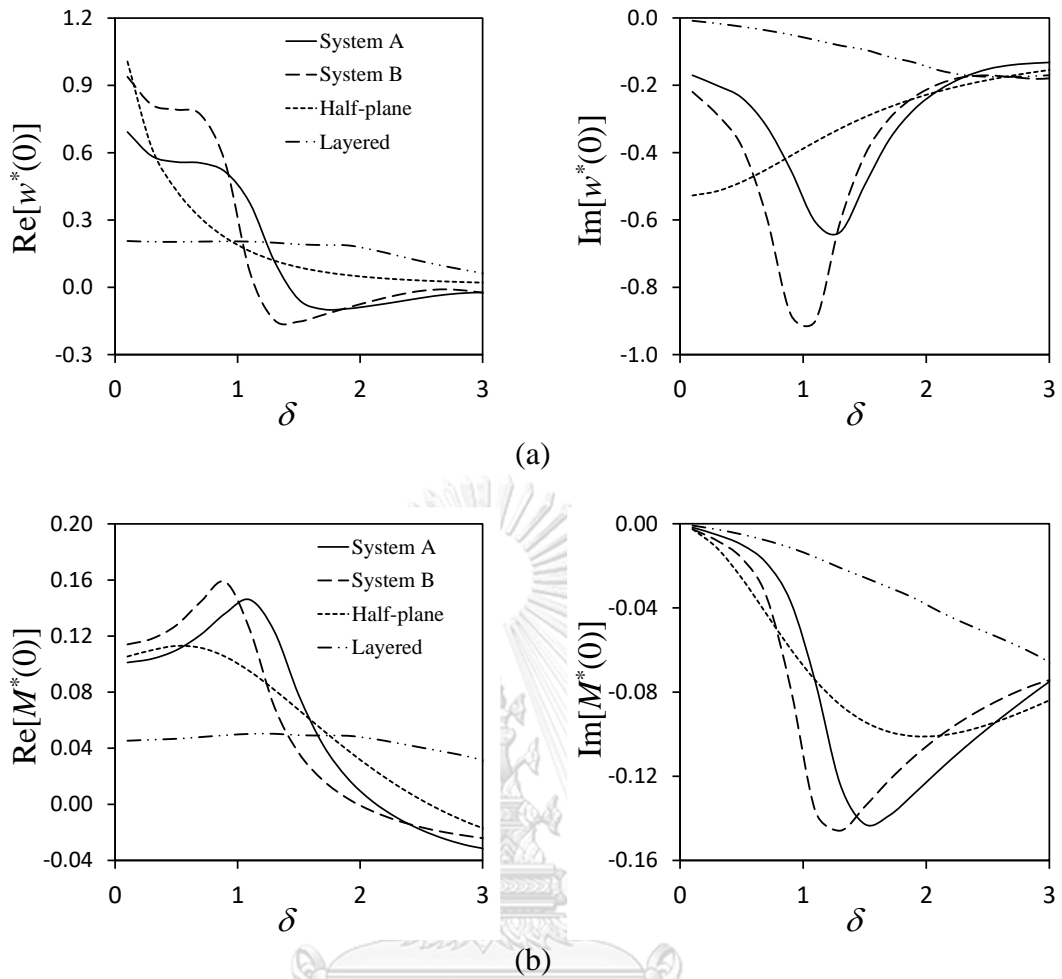 Re[w*(0)]
1.2
0.9
0.6
0.3
0.0
-0.3
0
1
2
3
δ
System A
System B
Half-plane
Layered
Im[w*(0)]
0.0
-0.2
-0.4
-0.6
-0.8
-1.0
0
1
2
3
δ
(a)
Re[M*(0)]
0.20
0.16
0.12
0.08
0.04
0.00
-0.04
0
1
2
3
δ
System A
System B
Half-plane
Layered
Im[M*(0)]
0.00
-0.04
-0.08
-0.12
-0.16
0
1
2
3
δ
(b)